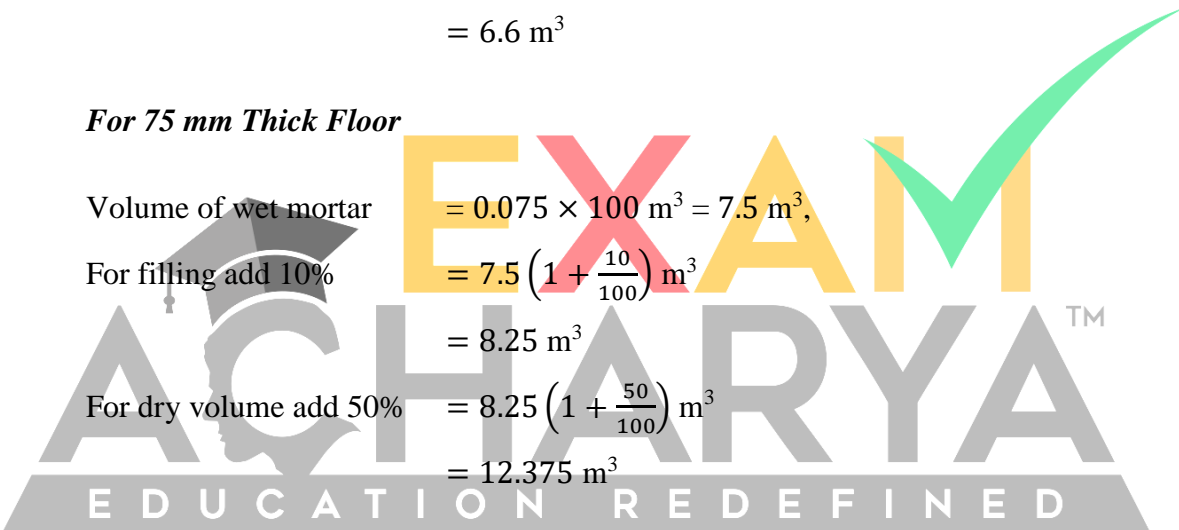 = 6.6 m³
For 75 mm Thick Floor
Volume of wet mortar = 0.075 × 100 m³ = 7.5 m³,
For filling add 10% = 7.5 (1 + 10/100) m³
= 8.25 m³
For dry volume add 50% = 8.25 (1 + 50/100) m³
= 12.375 m³
EXAM
ACHARYA TM
EDUCATION REDEFINED